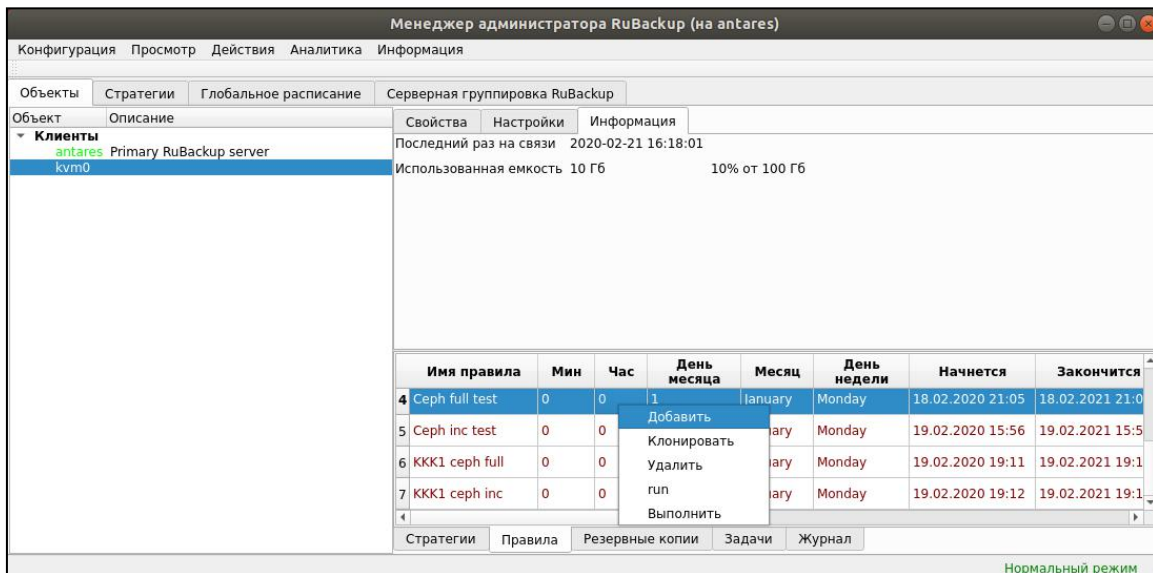 Менеджер администратора RuBackup (на antares)
Конфигурация Просмотр Действия Аналитика Информация
Объекты Стратегии Глобальное расписание Серверная группировка RuBackup
Объект Описание
Клиенты
antares Primary RuBackup server
kvm0
Свойства Настройки Информация
Последний раз на связи 2020-02-21 16:18:01
Использованная емкость 10 Гб 10% от 100 Гб
Имя правила Мин Час День месяца Месяц День недели Начнется Закончится
4 Ceph full test 0 0 1 January Monday 18.02.2020 21:05 18.02.2021 21:0
5 Ceph inc test 0 0 uary Monday 19.02.2020 15:56 19.02.2021 15:5
6 KKK1 ceph full 0 0 uary Monday 19.02.2020 19:11 19.02.2021 19:1
7 KKK1 ceph inc 0 0 uary Monday 19.02.2020 19:12 19.02.2021 19:1
Добавить
Клонировать
Удалить
run
Выполнить
Стратегии Правила Резервные копии Задачи Журнал
Нормальный режим